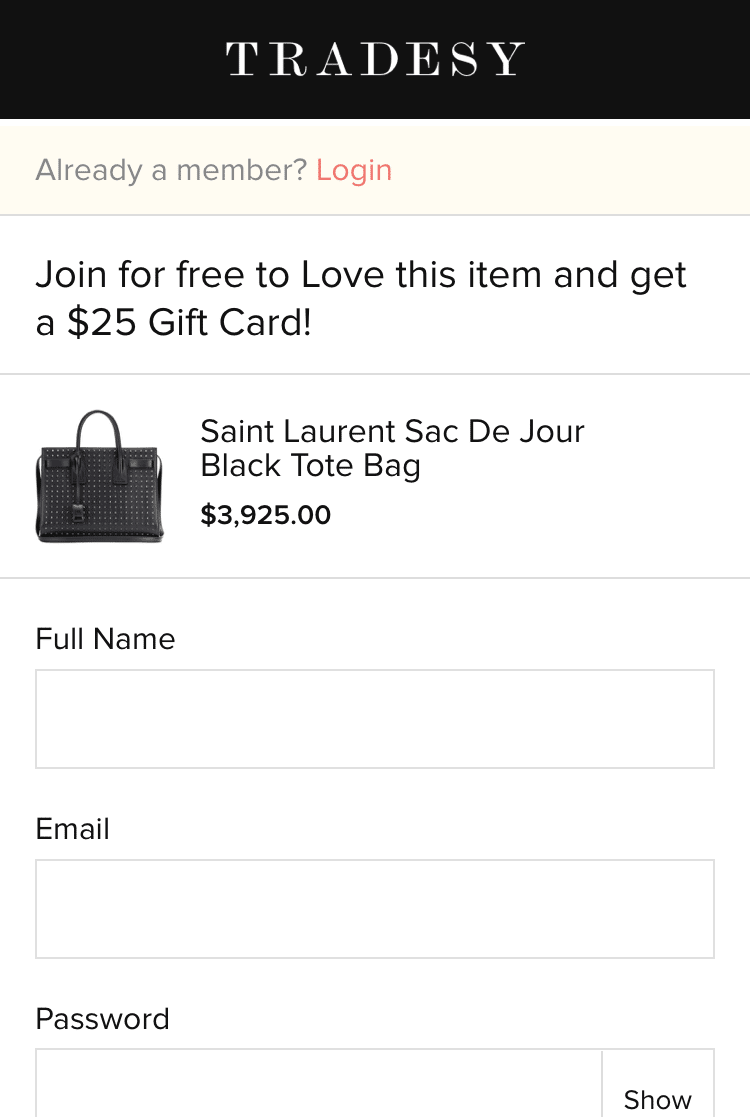 TRADESY
Already a member? Login
Join for free to Love this item and get
a $25 Gift Card!
Saint Laurent Sac De Jour
Black Tote Bag
$3,925.00
Full Name
Email
Password
Show